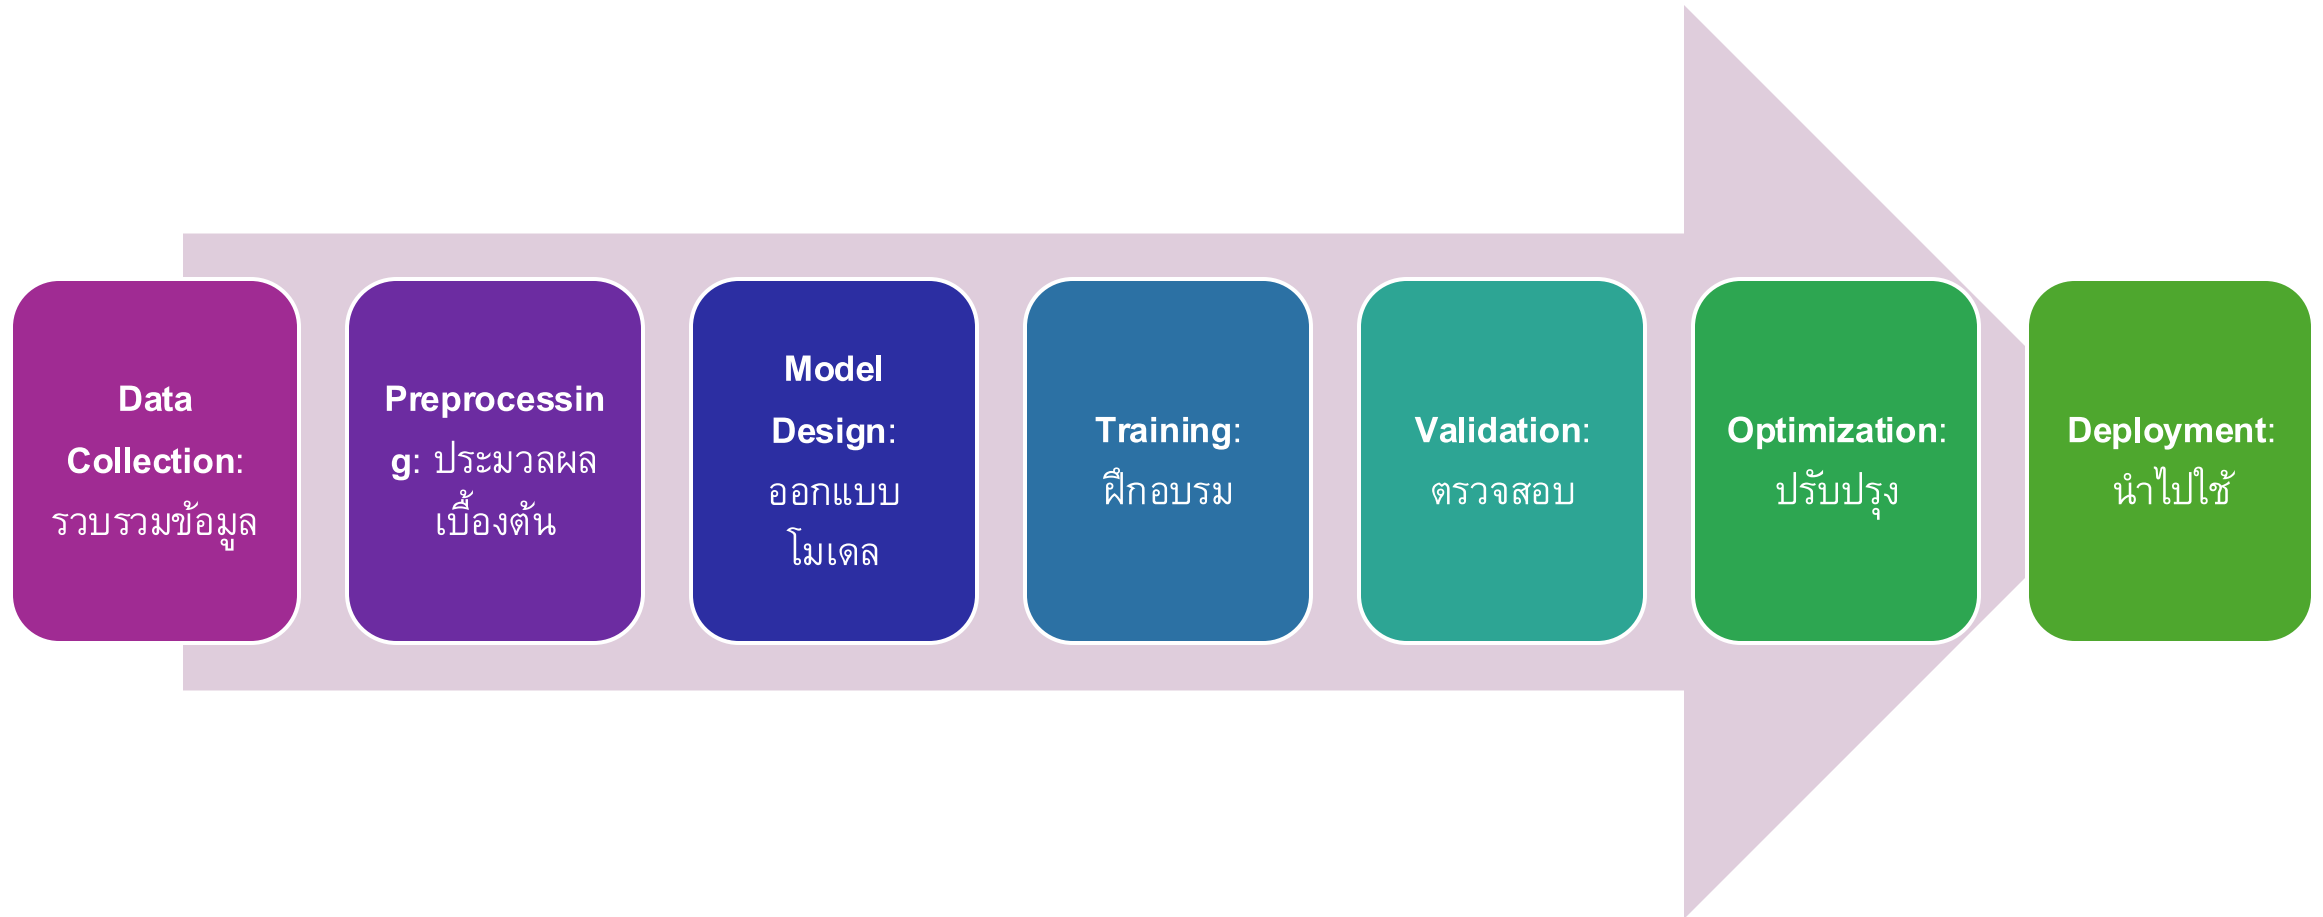 Data
Collection:
รวบรวมข้อมูล
Preprocessin
g: ประมวลผล
เบื้องต้น
Model
Design:
ออกแบบ
โมเดล
Training:
ฝึกอบรม
Validation:
ตรวจสอบ
Optimization:
ปรับปรุง
Deployment:
นำไปใช้